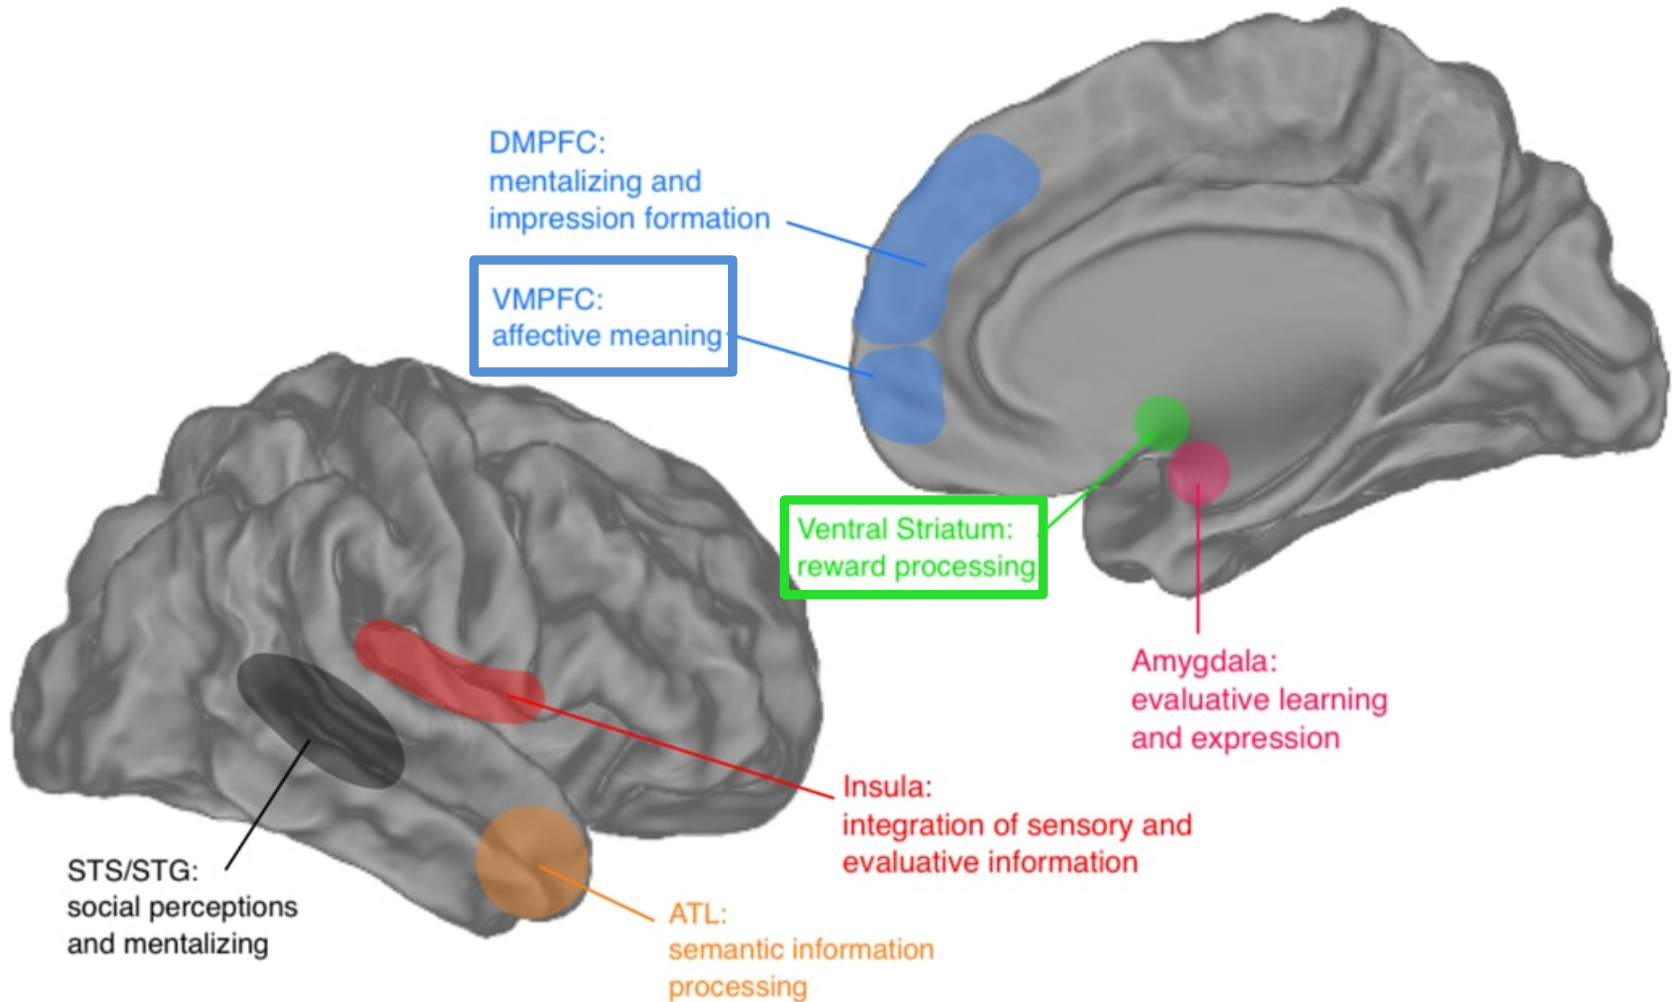 DMPFC:
mentalizing and
impression formation
VMPFC:
affective meaning
Ventral Striatum:
reward processing
Amygdala:
evaluative learning
and expression
Insula:
integration of sensory and
evaluative information
STS/STG:
social perceptions
and mentalizing
ATL:
semantic information
processing